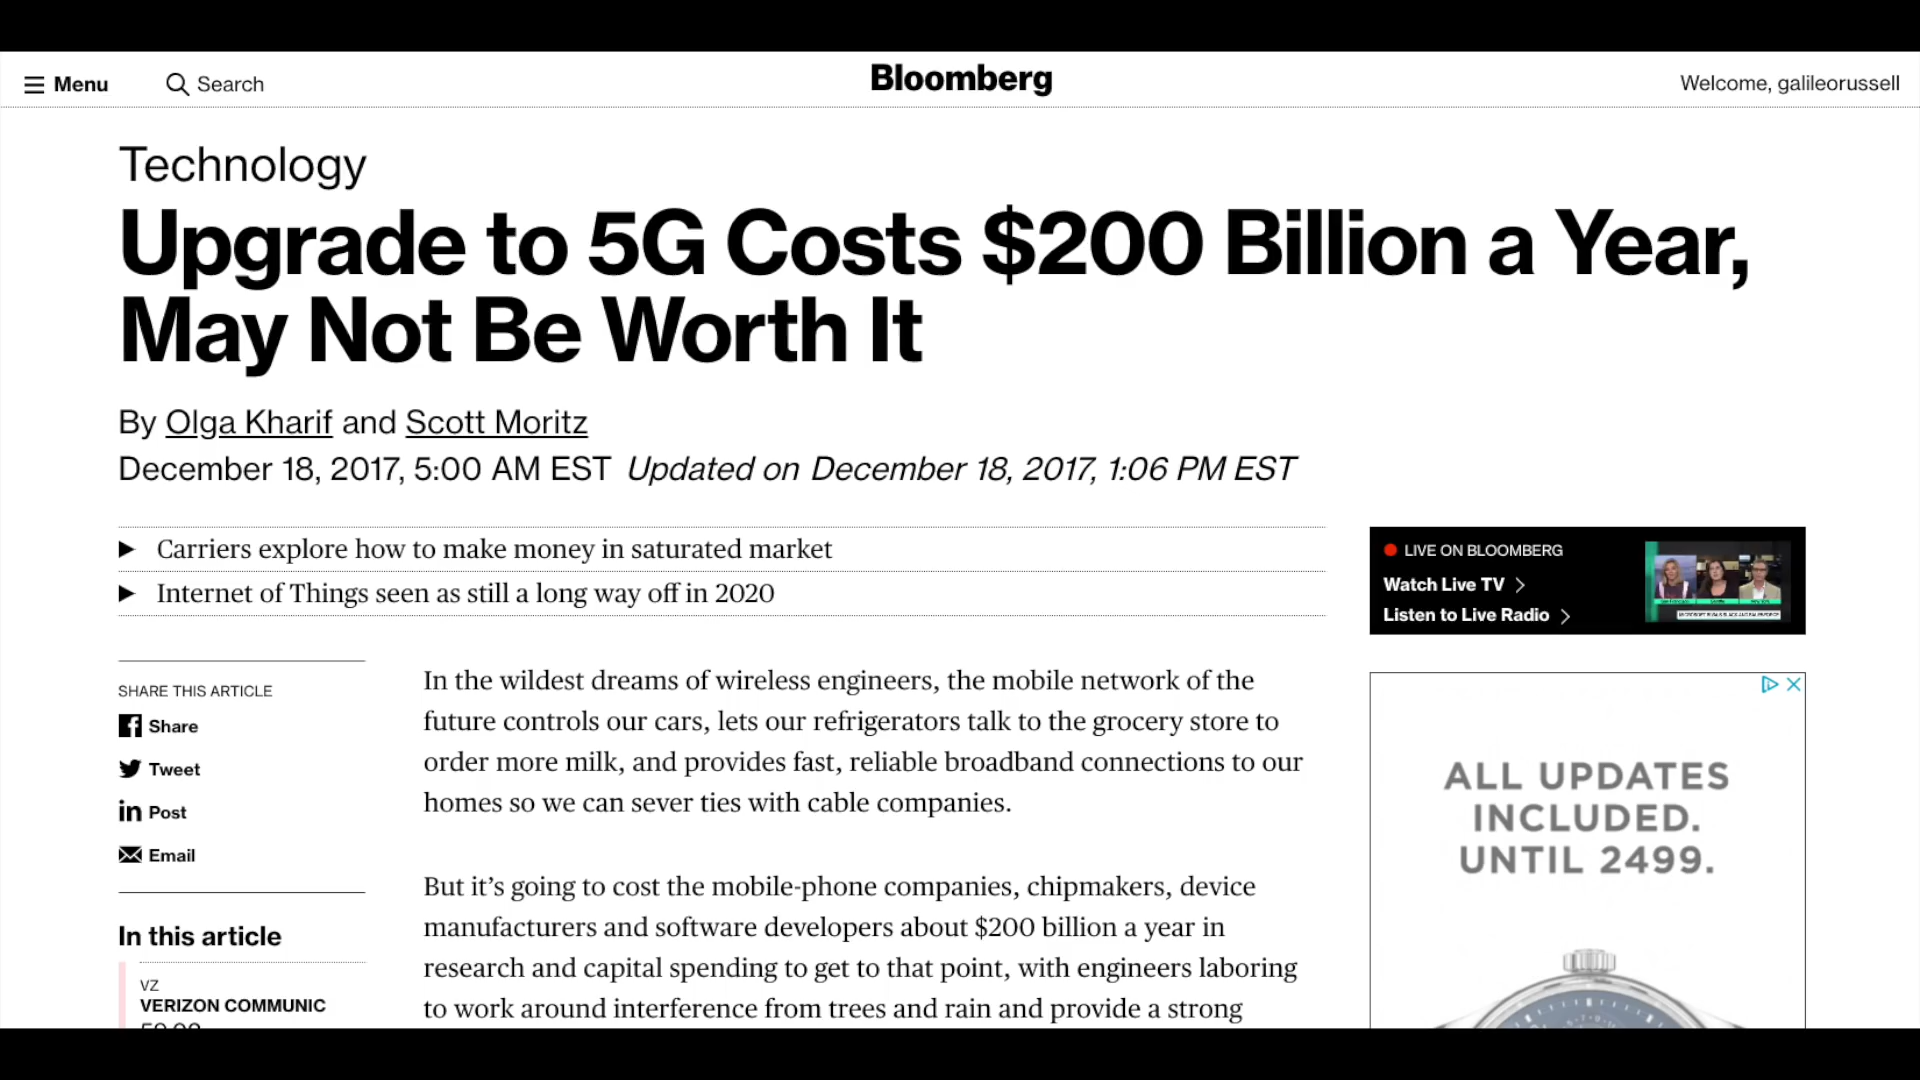 Menu
Search
Bloomberg
Welcome, galileorussell
Technology
Upgrade to 5G Costs $200 Billion a Year,
May Not Be Worth It
By Olga Kharif and Scott Moritz
December 18, 2017, 5:00 AM EST Updated on December 18, 2017, 1:06 PM EST
Carriers explore how to make money in saturated market
Internet of Things seen as still a long way off in 2020
LIVE ON BLOOMBERG
Watch Live TV
Listen to Live Radio
SHARE THIS ARTICLE
Share
Tweet
Post
Email
In this article
VZ
VERIZON COMMUNIC
In the wildest dreams of wireless engineers, the mobile network of the
future controls our cars, lets our refrigerators talk to the grocery store to
order more milk, and provides fast, reliable broadband connections to our
homes so we can sever ties with cable companies.
But it’s going to cost the mobile-phone companies, chipmakers, device
manufacturers and software developers about $200 billion a year in
research and capital spending to get to that point, with engineers laboring
to work around interference from trees and rain and provide a strong
ALL UPDATES
INCLUDED.
UNTIL 2499.